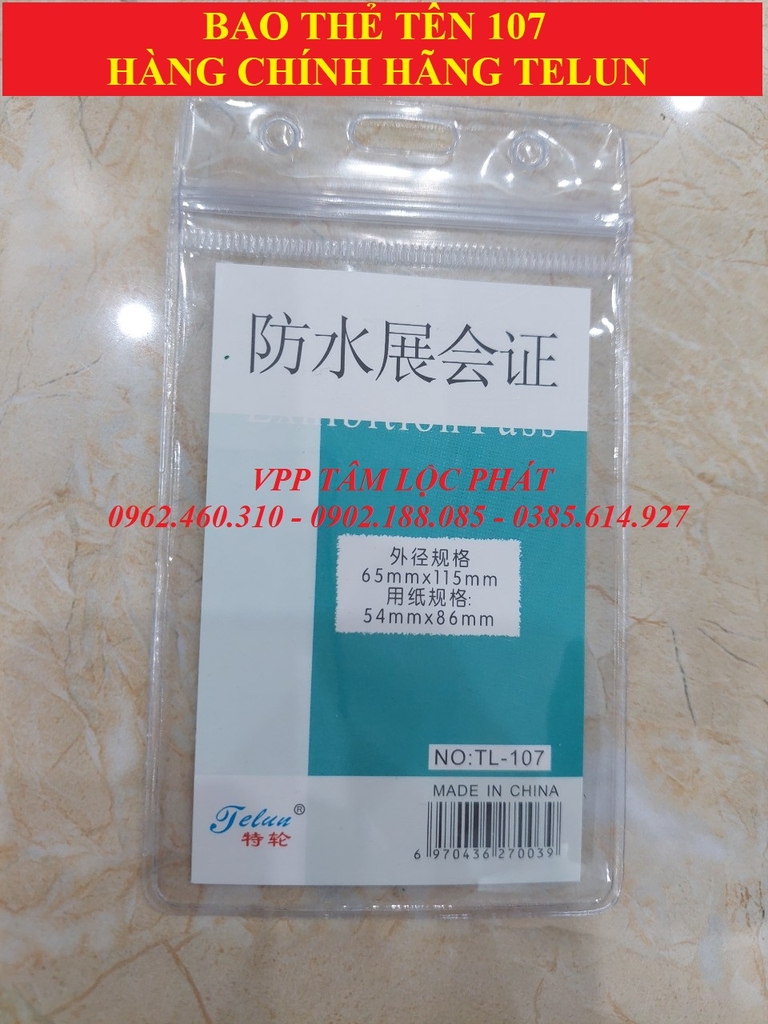 BAO THẺ TÊN 107
HÀNG CHÍNH HÃNG TELUN
防水展会证
Exhibition Pass
VPP TÂM LỘC PHÁT
0962.460.310 - 0902.188.085 - 0385.614.927
外径规格
65mmx115mm
用纸规格:
54mmx86mm
NO:TL-107
MADE IN CHINA
Telun®
特轮
6 970436 270039